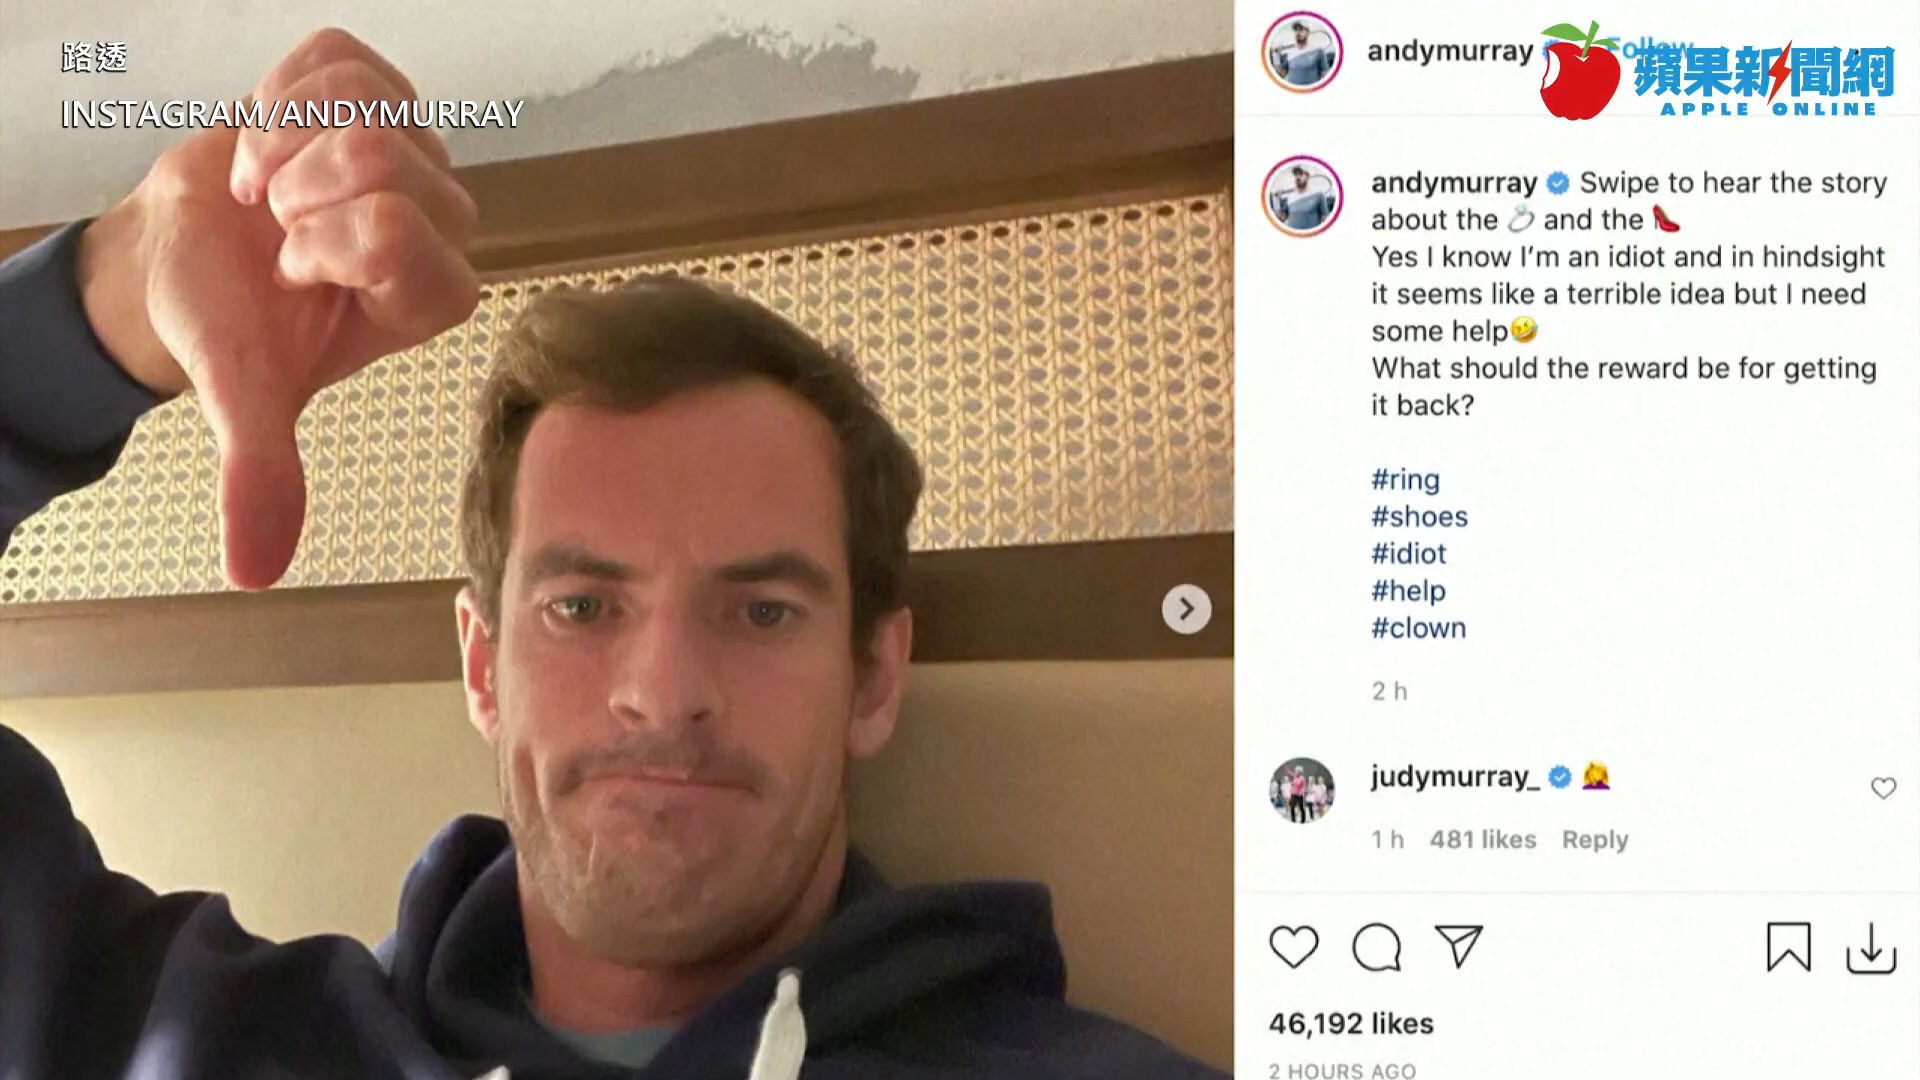 路透
INSTAGRAM/ANDYMURRAY
andymurray Follow
蘋果新聞網
APPLE ONLINE
andymurray Swipe to hear the story
about the 💍 and the 👠
Yes I know I’m an idiot and in hindsight
it seems like a terrible idea but I need
some help🤣
What should the reward be for getting
it back?
#ring
#shoes
#idiot
#help
#clown
2 h
judymurray_ 🤦‍♀️
1 h 481 likes Reply
46,192 likes
2 HOURS AGO